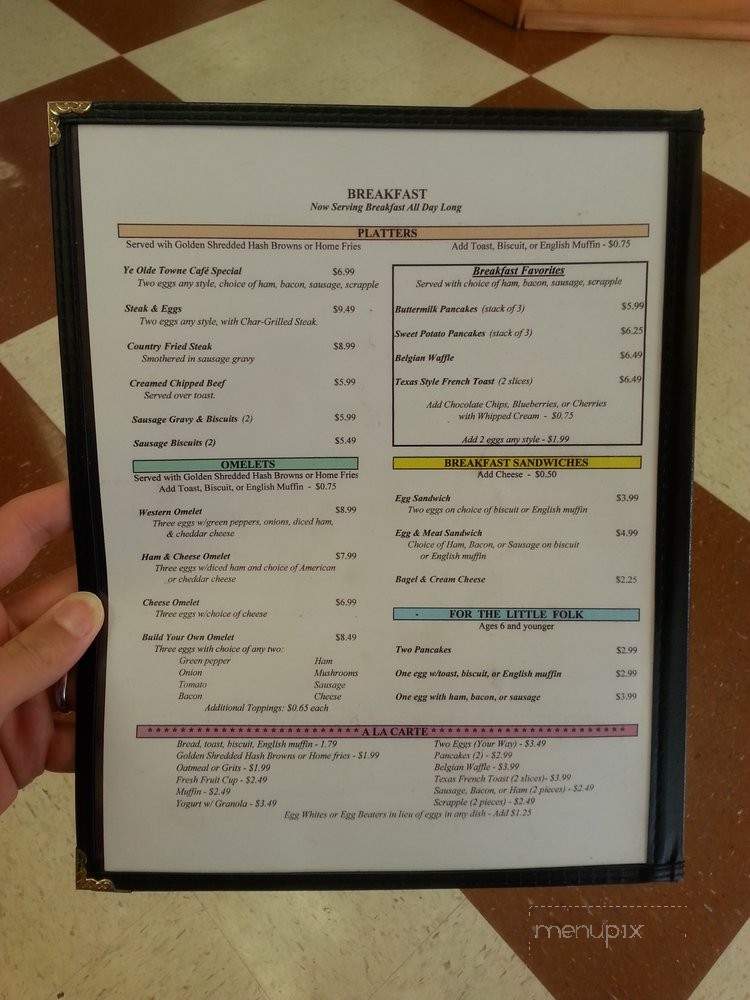 BREAKFAST
Now Serving Breakfast All Day Long
PLATTERS
Served wih Golden Shredded Hash Browns or Home Fries
Add Toast, Biscuit, or English Muffin - $0.75
Ye Olde Towne Café Special $6.99
Two eggs any style, choice of ham, bacon, sausage, scrapple
Steak & Eggs $9.49
Two eggs any style, with Char-Grilled Steak.
Country Fried Steak $8.99
Smothered in sausage gravy
Creamed Chipped Beef $5.99
Served over toast.
Sausage Gravy & Biscuits (2) $5.99
Sausage Biscuits (2) $5.49
Breakfast Favorites
Served with choice of ham, bacon, sausage, scrapple
Buttermilk Pancakes (stack of 3) $5.99
Sweet Potato Pancakes (stack of 3) $6.25
Belgian Waffle $6.49
Texas Style French Toast (2 slices) $6.49
Add Chocolate Chips, Blueberries, or Cherries
with Whipped Cream - $0.75
Add 2 eggs any style - $1.99
OMELETS
Served with Golden Shredded Hash Browns or Home Fries
Add Toast, Biscuit, or English Muffin - $0.75
Western Omelet $8.99
Three eggs w/green peppers, onions, diced ham,
& cheddar cheese
Ham & Cheese Omelet $7.99
Three eggs w/diced ham and choice of American
or cheddar cheese
Cheese Omelet $6.99
Three eggs w/choice of cheese
Build Your Own Omelet $8.49
Three eggs with choice of any two:
Green pepper Ham
Onion Mushrooms
Tomato Sausage
Bacon Cheese
Additional Toppings: $0.65 each
BREAKFAST SANDWICHES
Add Cheese - $0.50
Egg Sandwich $3.99
Two eggs on choice of biscuit or English muffin
Egg & Meat Sandwich $4.99
Choice of Ham, Bacon, or Sausage on biscuit
or English muffin
Bagel & Cream Cheese $2.25
FOR THE LITTLE FOLK
Ages 6 and younger
Two Pancakes $2.99
One egg w/toast, biscuit, or English muffin $2.99
One egg with ham, bacon, or sausage $3.99
* * * * * * * * * * * * * * * * * * * * * * * * * * A LA CARTE * * * * * * * * * * * * * * * * * * * * * * * *
Bread, toast, biscuit, English muffin - 1.79
Golden Shredded Hash Browns or Home fries - $1.99
Oatmeal or Grits - $1.99
Fresh Fruit Cup - $2.49
Muffin - $2.49
Yogurt w/ Granola - $3.49
Two Eggs (Your Way) - $3.49
Pancakes (2) - $2.99
Belgian Waffle - $3.99
Texas French Toast (2 slices)- $3.99
Sausage, Bacon, or Ham (2 pieces) - $2.49
Scrapple (2 pieces) - $2.49
Egg Whites or Egg Beaters in lieu of eggs in any dish - Add $1.25
menupix